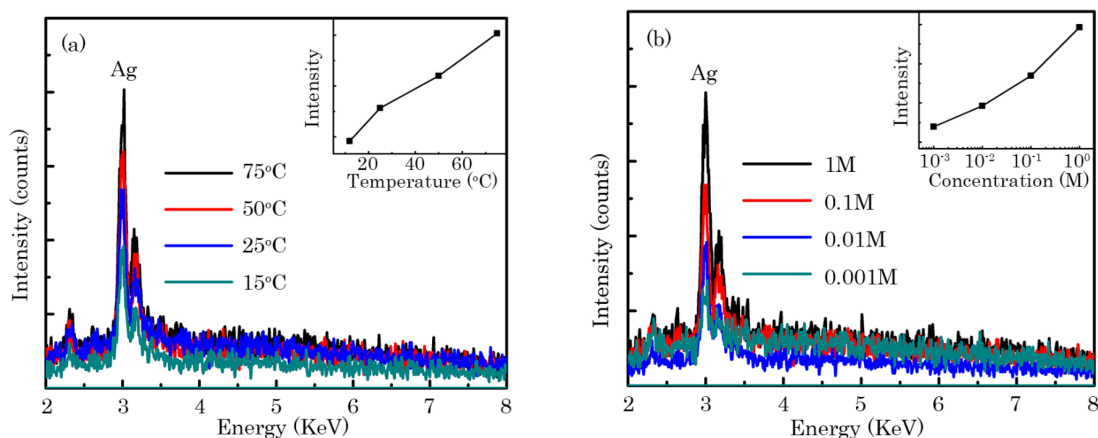 (a)
Ag
Intensity (counts)
75°C
50°C
25°C
15°C
2 3 4 5 6 7 8
Energy (KeV)
Intensity
20 40 60
Temperature (°C)
(b)
Ag
Intensity (counts)
1M
0.1M
0.01M
0.001M
2 3 4 5 6 7 8
Energy (KeV)
Intensity
10⁻³ 10⁻² 10⁻¹ 10⁰
Concentration (M)